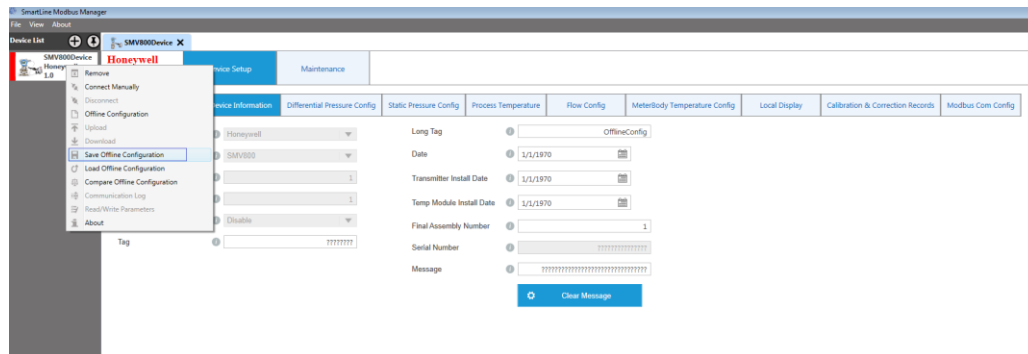 SmartLine Modbus Manager
File View About
Device List
SMV800Device X
SMV800Device
1.0
Honeywell
Device Setup
Maintenance
Remove
Connect Manually
Disconnect
Offline Configuration
Upload
Download
Save Offline Configuration
Load Offline Configuration
Compare Offline Configuration
Communication Log
Read/Write Parameters
About
Device Information
Differential Pressure Config
Static Pressure Config
Process Temperature
Flow Config
MeterBody Temperature Config
Local Display
Calibration & Correction Records
Modbus Com Config
Honeywell
SMV800
1
1
Disable
Tag ????????
Long Tag OfflineConfig
Date 1/1/1970
Transmitter Install Date 1/1/1970
Temp Module Install Date 1/1/1970
Final Assembly Number 1
Serial Number ????????????????
Message ????????????????????????????????
Clear Message